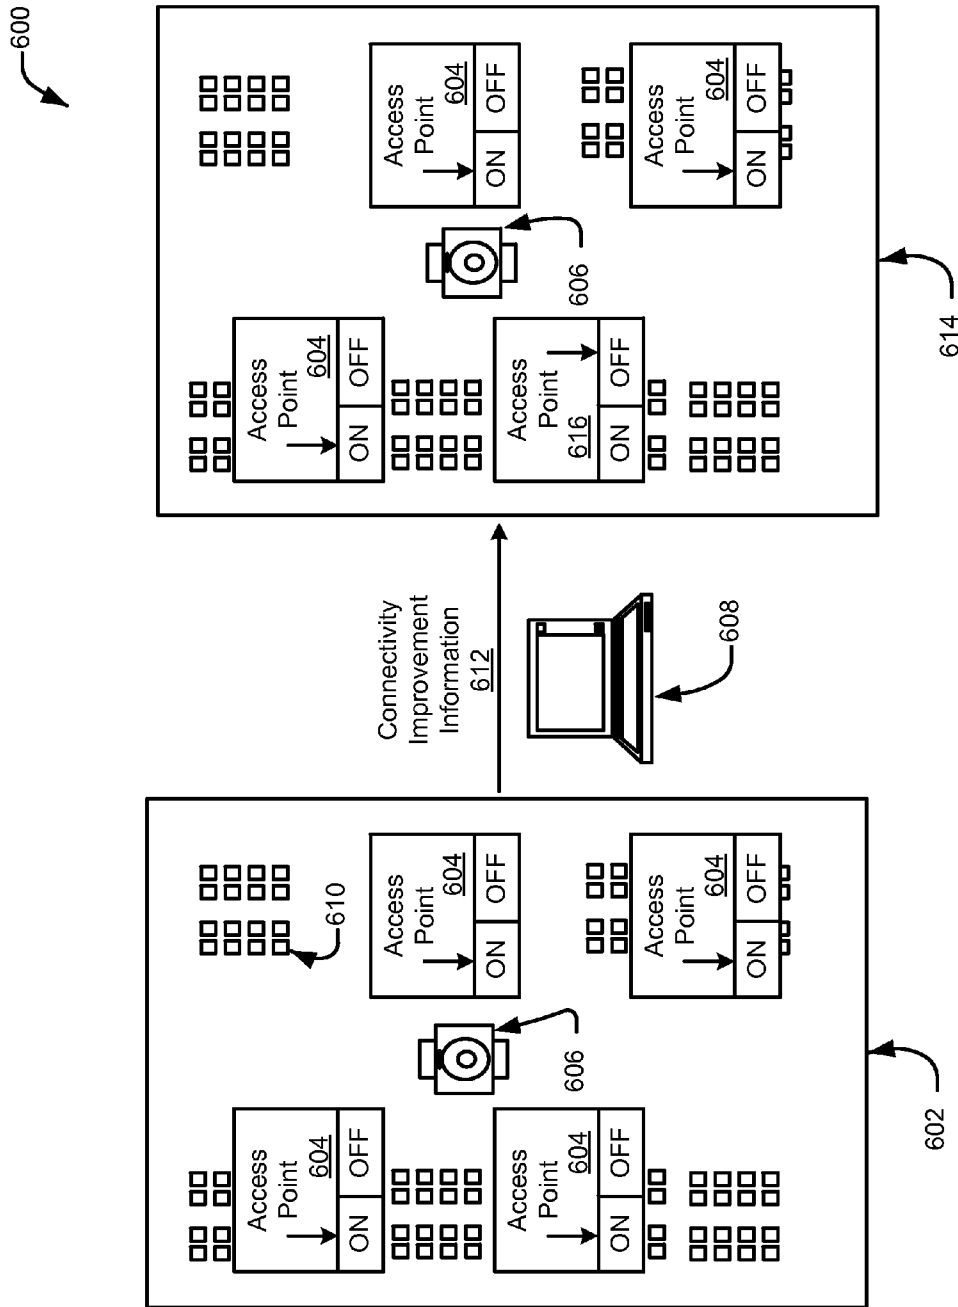 600
Access
Point
604
ON OFF
610
Access
Point
604
ON OFF
Access
Point
604
ON OFF
606
Access
Point
604
ON OFF
602
Connectivity
Improvement
Information
612
608
Access
Point
604
ON OFF
Access
Point
604
ON OFF
Access
Point
616
ON OFF
606
Access
Point
604
ON OFF
614